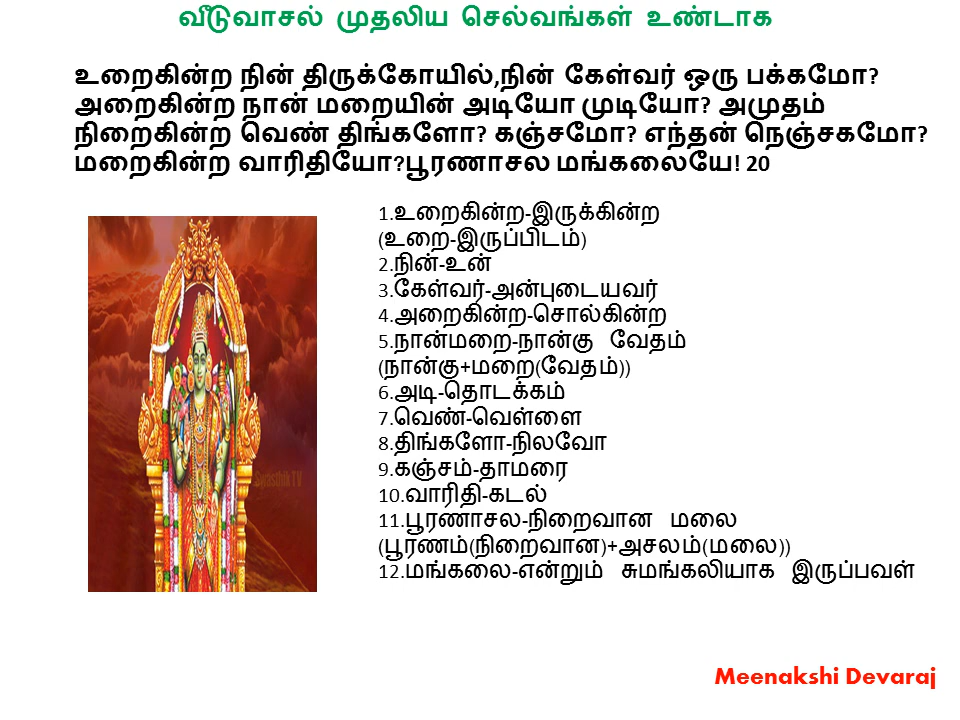 வீடுவாசல் முதலிய செல்வங்கள் உண்டாக
உறைகின்ற நின் திருக்கோயில்,நின் கேள்வர் ஒரு பக்கமோ?
அறைகின்ற நான் மறையின் அடியோ முடியோ? அமுதம்
நிறைகின்ற வெண் திங்களோ? கஞ்சமோ? எந்தன் நெஞ்சகமோ?
மறைகின்ற வாரிதியோ?பூரணாசல மங்கலையே! 20
1.உறைகின்ற-இருக்கின்ற
(உறை-இருப்பிடம்)
2.நின்-உன்
3.கேள்வர்-அன்புடையவர்
4.அறைகின்ற-சொல்கின்ற
5.நான்மறை-நான்கு வேதம்
(நான்கு+மறை(வேதம்))
6.அடி-தொடக்கம்
7.வெண்-வெள்ளை
8.திங்களோ-நிலவோ
9.கஞ்சம்-தாமரை
10.வாரிதி-கடல்
11.பூரணாசல-நிறைவான மலை
(பூரணம்(நிறைவான)+அசலம்(மலை))
12.மங்கலை-என்றும் சுமங்கலியாக இருப்பவள்
Swasthik TV
Meenakshi Devaraj